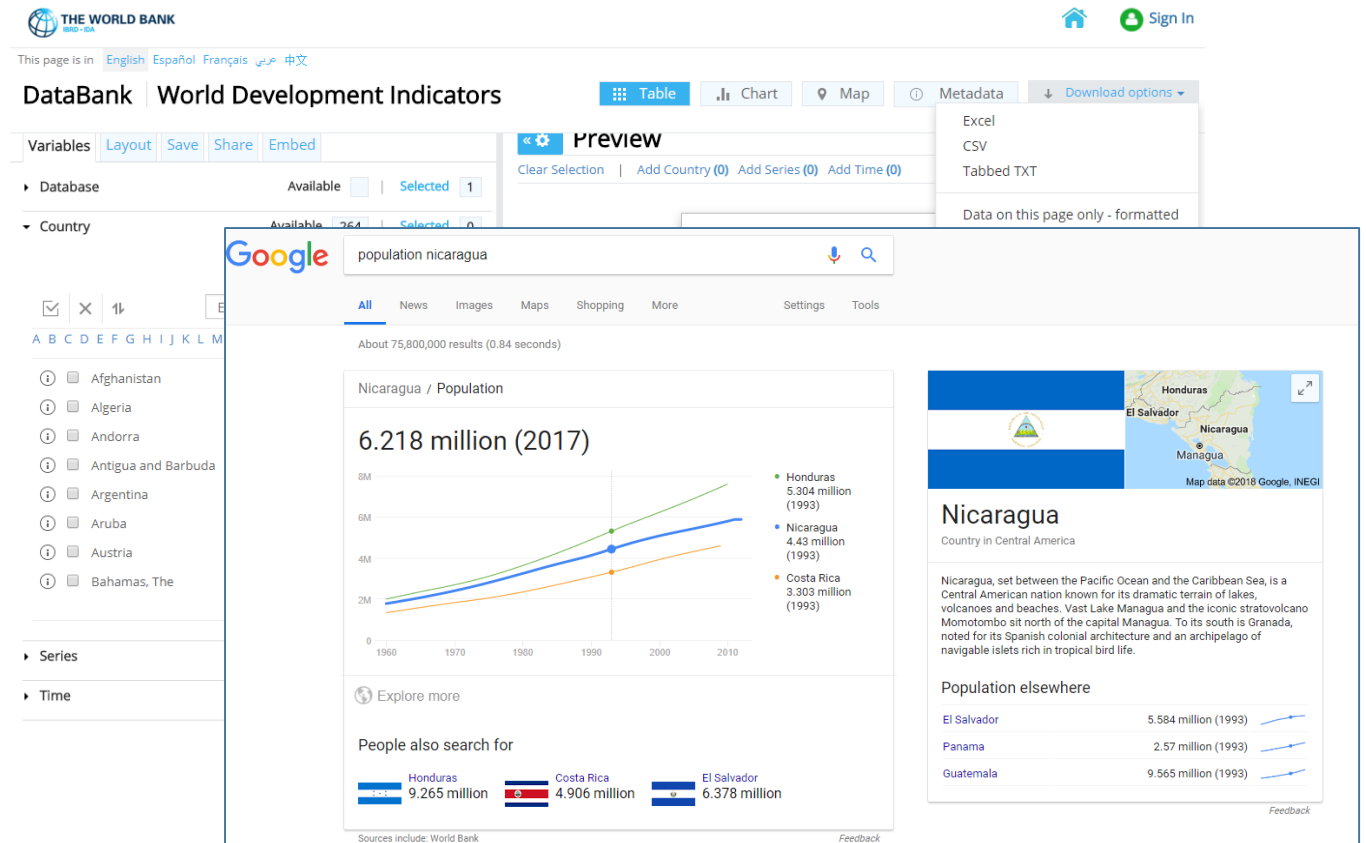 THE WORLD BANK
IBRD • IDA
Sign In
This page is in English Español Français عربي 中文
DataBank World Development Indicators
Table Chart Map Metadata Download options
Excel
CSV
Tabbed TXT
Data on this page only - formatted
Variables Layout Save Share Embed
Preview
Clear Selection | Add Country (0) Add Series (0) Add Time (0)
Database Available | Selected 1
Country Available 264 | Selected 0
A B C D E F G H I J K L M
Afghanistan
Algeria
Andorra
Antigua and Barbuda
Argentina
Aruba
Austria
Bahamas, The
Series
Time
Google
population nicaragua
All News Images Maps Shopping More Settings Tools
About 75,800,000 results (0.84 seconds)
Nicaragua / Population
6.218 million (2017)
8M
6M
4M
2M
0
1960 1970 1980 1990 2000 2010
Honduras
5.304 million
(1993)
Nicaragua
4.43 million
(1993)
Costa Rica
3.303 million
(1993)
Explore more
People also search for
Honduras
9.265 million
Costa Rica
4.906 million
El Salvador
6.378 million
Sources include: World Bank
Feedback
Honduras
El Salvador
Nicaragua
Managua
Map data ©2018 Google, INEGI
Nicaragua
Country in Central America
Nicaragua, set between the Pacific Ocean and the Caribbean Sea, is a
Central American nation known for its dramatic terrain of lakes,
volcanoes and beaches. Vast Lake Managua and the iconic stratovolcano
Momotombo sit north of the capital Managua. To its south is Granada,
noted for its Spanish colonial architecture and an archipelago of
navigable islets rich in tropical bird life.
Population elsewhere
El Salvador 5.584 million (1993)
Panama 2.57 million (1993)
Guatemala 9.565 million (1993)
Feedback